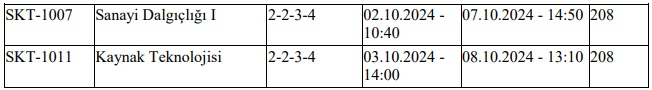 SKT-1007 Sanayi Dalgıçlığı I 2-2-3-4 02.10.2024 - 07.10.2024 - 14:50 208
10:40
SKT-1011 Kaynak Teknolojisi 2-2-3-4 03.10.2024 - 08.10.2024 - 13:10 208
14:00